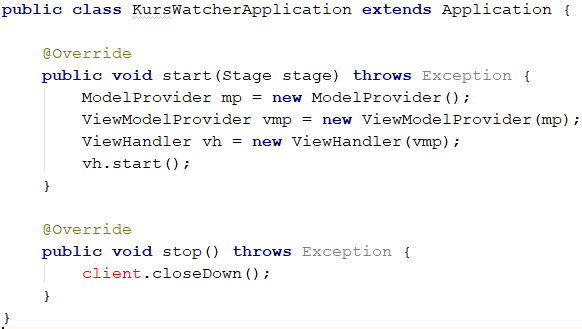 public class KursWatcherApplication extends Application {
@Override
public void start(Stage stage) throws Exception {
ModelProvider mp = new ModelProvider();
ViewModelProvider vmp = new ViewModelProvider(mp);
ViewHandler vh = new ViewHandler(vmp);
vh.start();
}
@Override
public void stop() throws Exception {
client.closeDown();
}
}